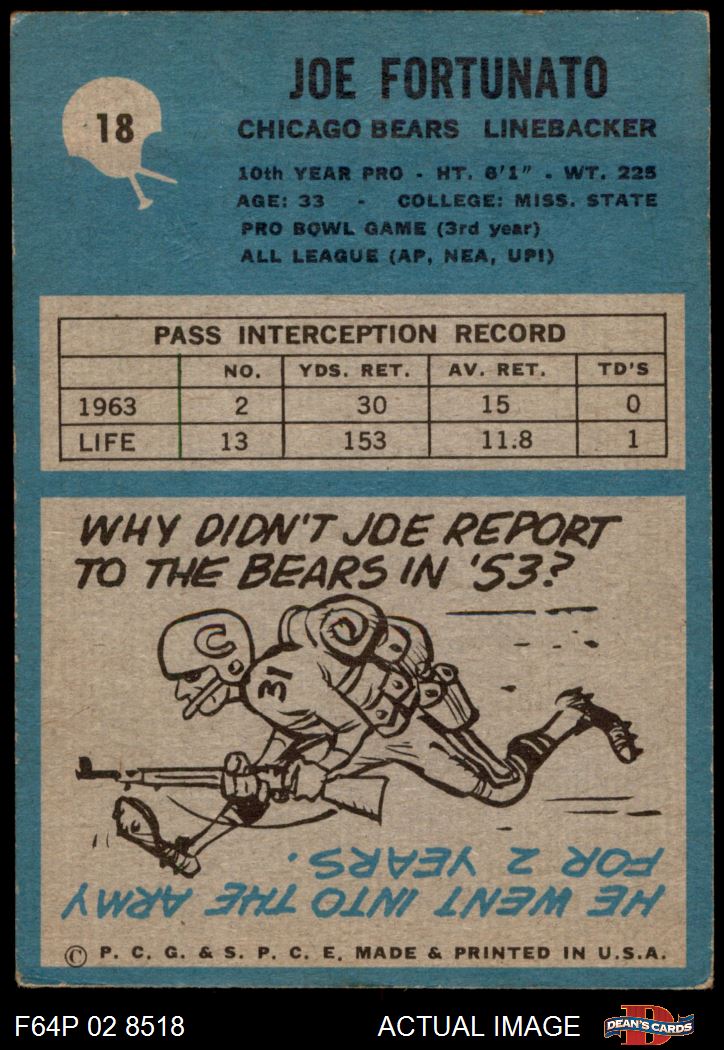 18
JOE FORTUNATO
CHICAGO BEARS LINEBACKER
10th YEAR PRO - HT. 6'1" - WT. 225
AGE: 33 - COLLEGE: MISS. STATE
PRO BOWL GAME (3rd year)
ALL LEAGUE (AP, NEA, UPI)
PASS INTERCEPTION RECORD
NO. YDS. RET. AV. RET. TD'S
1963 2 30 15 0
LIFE 13 153 11.8 1
WHY DIDN'T JOE REPORT
TO THE BEARS IN '53?
C
31
HE WENT INTO THE ARMY
FOR 2 YEARS.
© P. C. G. & S. P. C. E. MADE & PRINTED IN U.S.A.
F64P 02 8518 ACTUAL IMAGE
D
DEAN'S CARDS